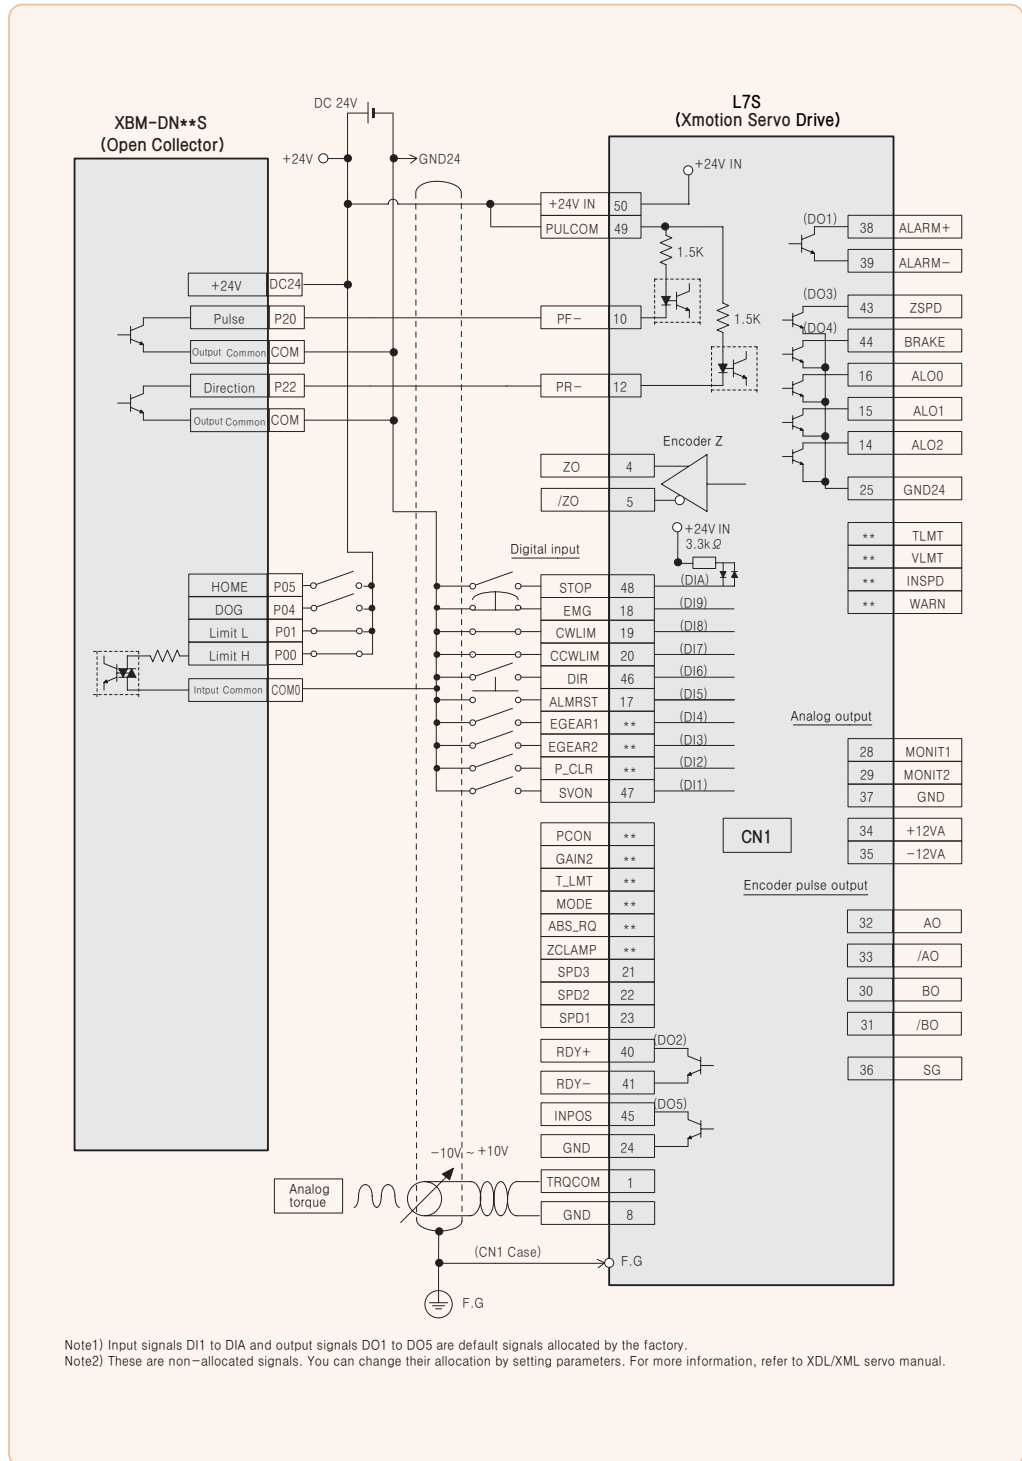 DC 24V
XBM-DN**S
(Open Collector)
L7S
(Xmotion Servo Drive)
+24V
GND24
+24V IN
+24V IN 50
PULCOM 49
1.5K
1.5K
(DO1)
38 ALARM+
39 ALARM-
+24V DC24
Pulse P20
Output Common COM
Direction P22
Output Common COM
PF- 10
PR- 12
(DO3)
43 ZSPD
(DO4)
44 BRAKE
16 ALO0
15 ALO1
14 ALO2
25 GND24
Encoder Z
ZO 4
/ZO 5
+24V IN
3.3kΩ
** TLMT
** VLMT
** INSPD
** WARN
Digital input
HOME P05
DOG P04
Limit L P01
Limit H P00
Intput Common COM0
STOP 48 (DIA)
EMG 18 (DI9)
CWLIM 19 (DI8)
CCWLIM 20 (DI7)
DIR 46 (DI6)
ALMRST 17 (DI5)
EGEAR1 ** (DI4)
EGEAR2 ** (DI3)
P_CLR ** (DI2)
SVON 47 (DI1)
Analog output
28 MONIT1
29 MONIT2
37 GND
34 +12VA
35 -12VA
CN1
PCON **
GAIN2 **
T_LMT **
MODE **
ABS_RQ **
ZCLAMP **
SPD3 21
SPD2 22
SPD1 23
Encoder pulse output
32 AO
33 /AO
30 BO
31 /BO
36 SG
RDY+ 40 (DO2)
RDY- 41
INPOS 45 (DO5)
GND 24
-10V ~ +10V
Analog
torque
TRQCOM 1
GND 8
(CN1 Case)
F.G
F.G
Note1) Input signals DI1 to DIA and output signals DO1 to DO5 are default signals allocated by the factory.
Note2) These are non-allocated signals. You can change their allocation by setting parameters. For more information, refer to XDL/XML servo manual.